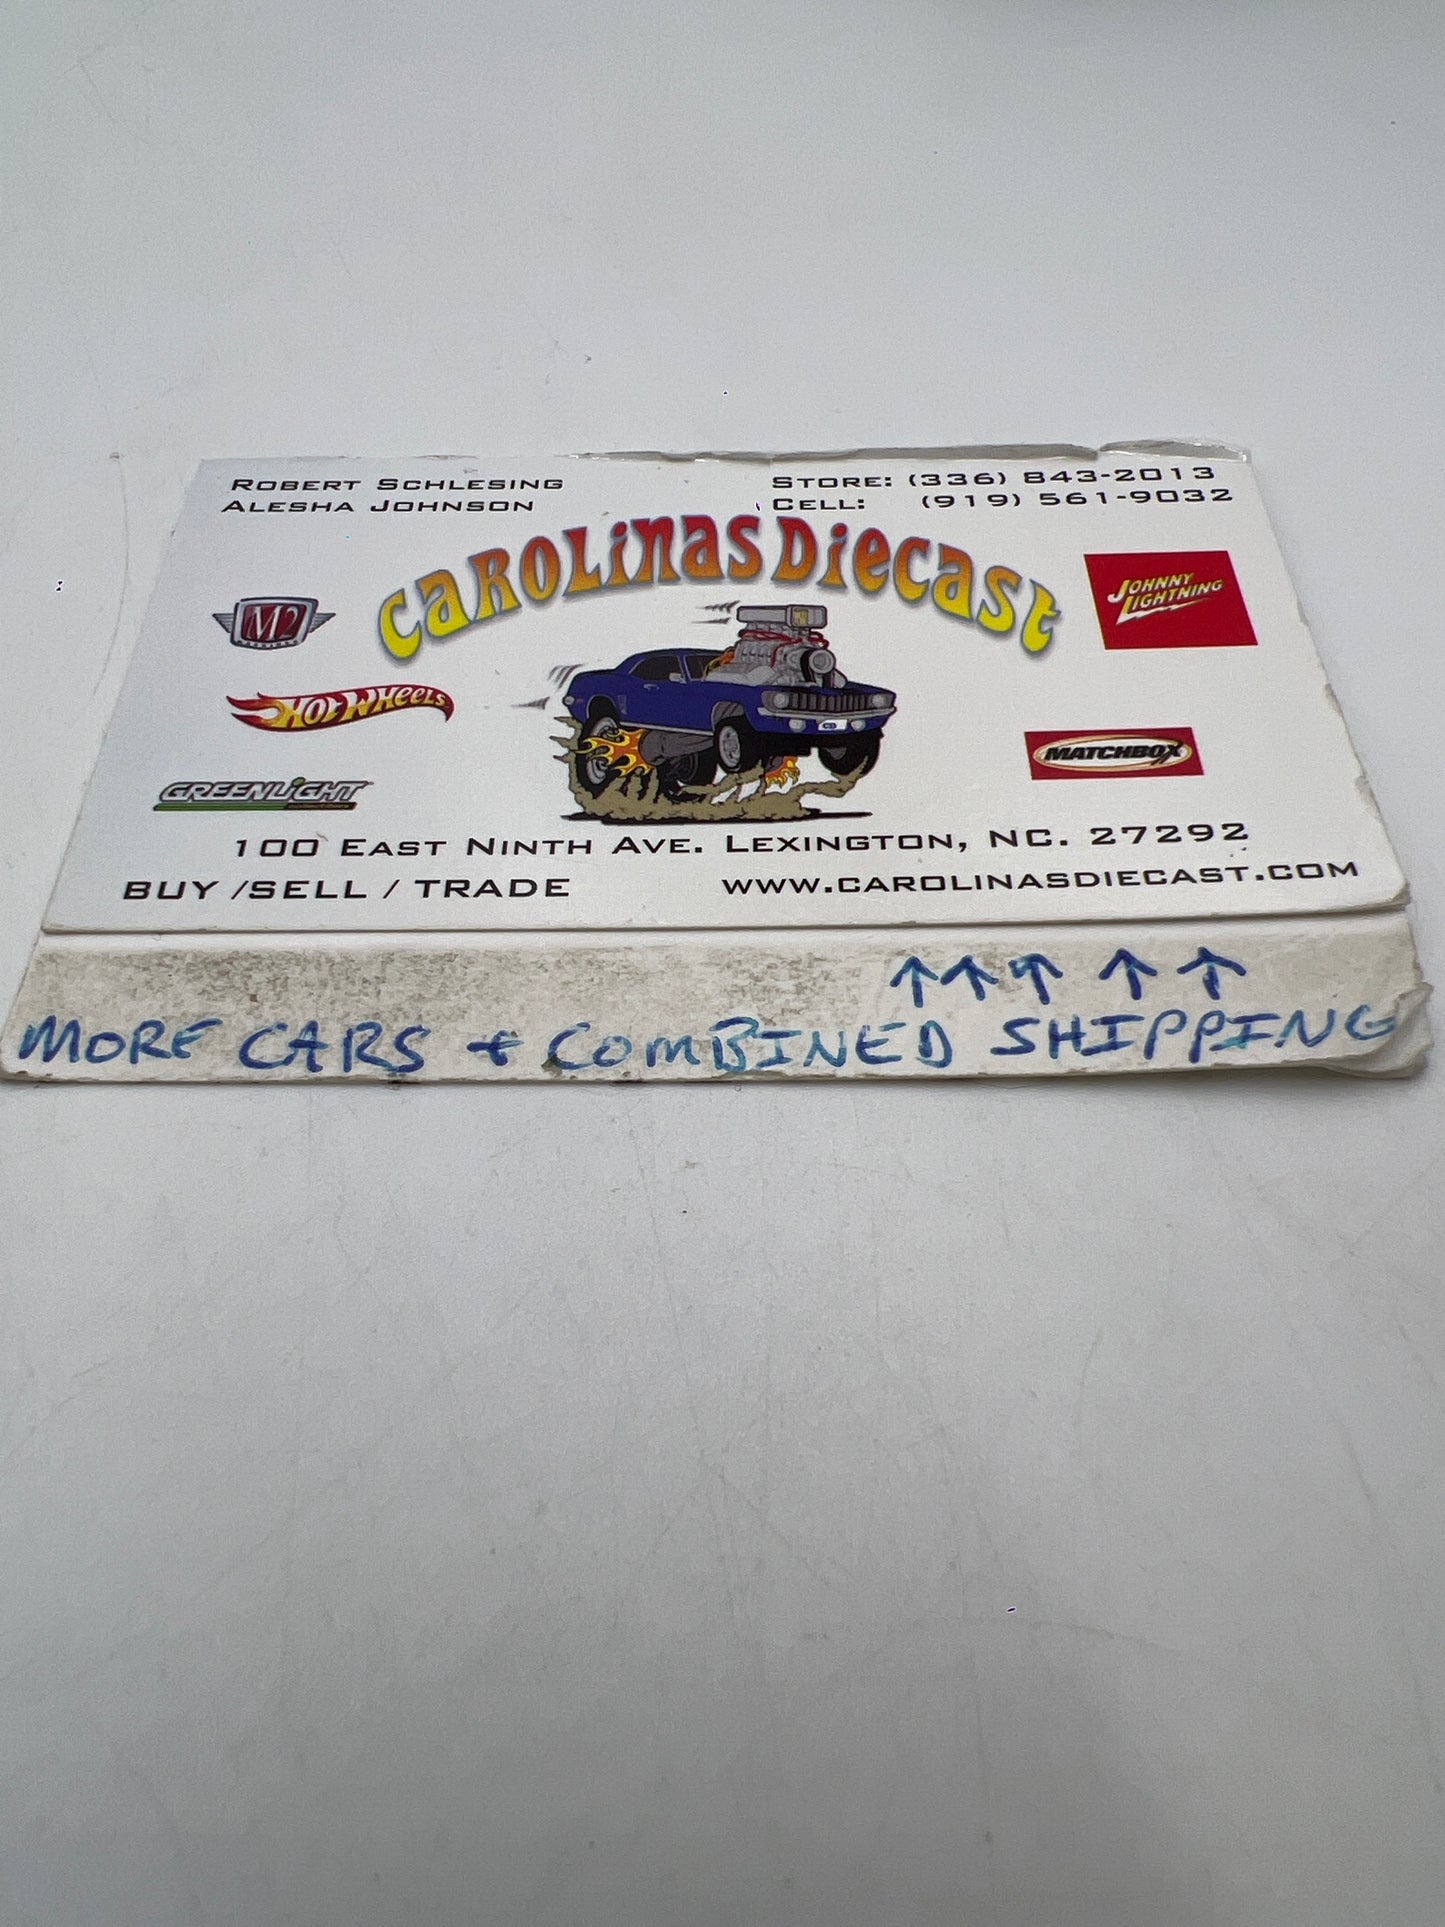 ROBERT SCHLESING
ALESHA JOHNSON
STORE: (336) 843-2013
CELL: (919) 561-9032
CAROLINAS DIECAST
M2
JOHNNY
LIGHTNING
HOT WHEELS
MATCHBOX
GREENLIGHT
100 EAST NINTH AVE. LEXINGTON, NC. 27292
BUY /SELL / TRADE
WWW.CAROLINASDIECAST.COM
↑ ↑ ↑ ↑ ↑
MORE CARS + COMBINED SHIPPING